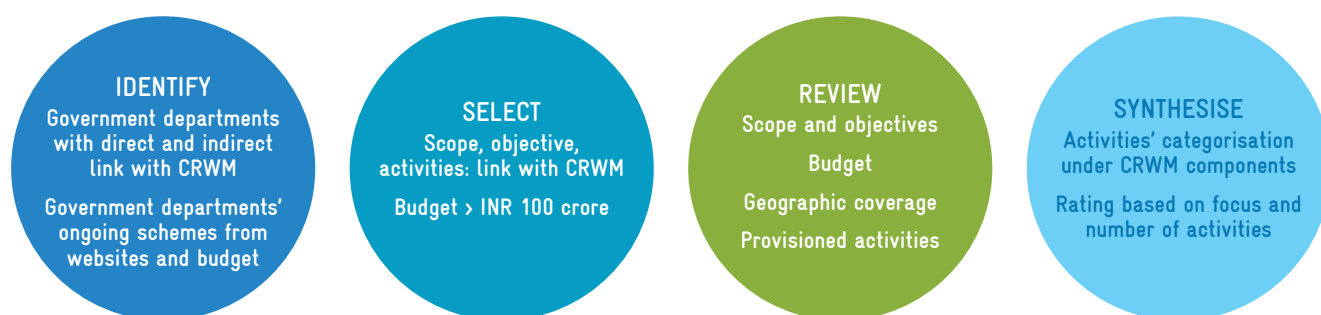 IDENTIFY
Government departments
with direct and indirect
link with CRWM
Government departments'
ongoing schemes from
websites and budget
SELECT
Scope, objective,
activities: link with CRWM
Budget > INR 100 crore
REVIEW
Scope and objectives
Budget
Geographic coverage
Provisioned activities
SYNTHESISE
Activities' categorisation
under CRWM components
Rating based on focus and
number of activities